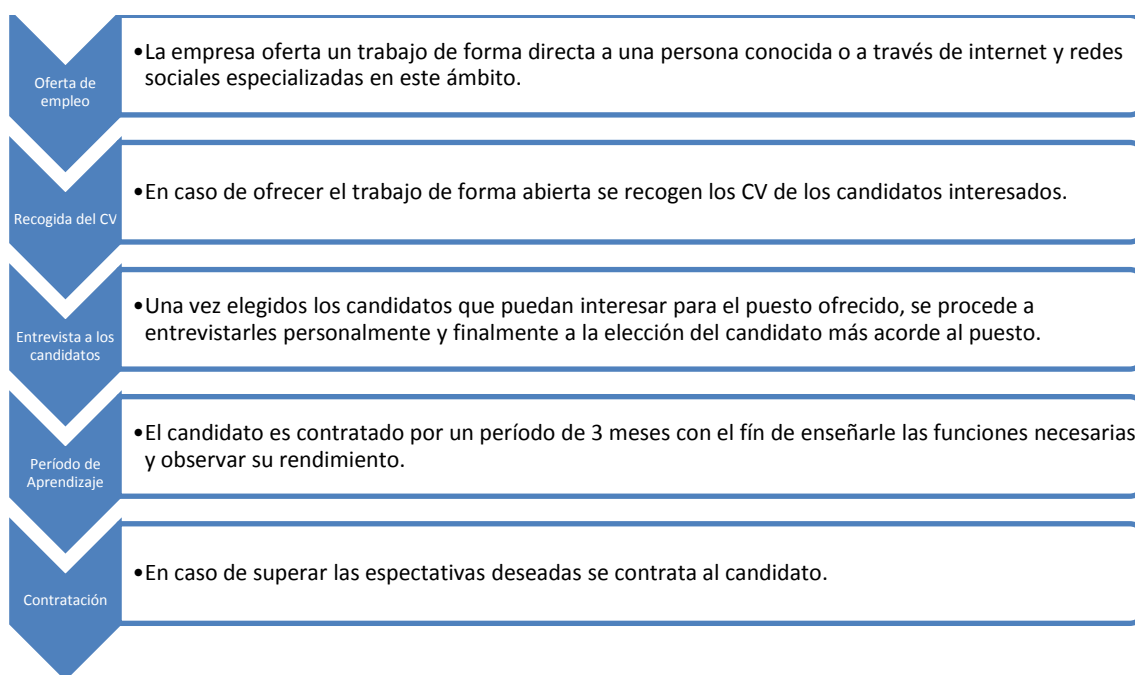 Oferta de
empleo
•La empresa oferta un trabajo de forma directa a una persona conocida o a través de internet y redes
sociales especializadas en este ámbito.
Recogida del CV
•En caso de ofrecer el trabajo de forma abierta se recogen los CV de los candidatos interesados.
Entrevista a los
candidatos
•Una vez elegidos los candidatos que puedan interesar para el puesto ofrecido, se procede a
entrevistarles personalmente y finalmente a la elección del candidato más acorde al puesto.
Período de
Aprendizaje
•El candidato es contratado por un período de 3 meses con el fín de enseñarle las funciones necesarias
y observar su rendimiento.
Contratación
•En caso de superar las espectativas deseadas se contrata al candidato.